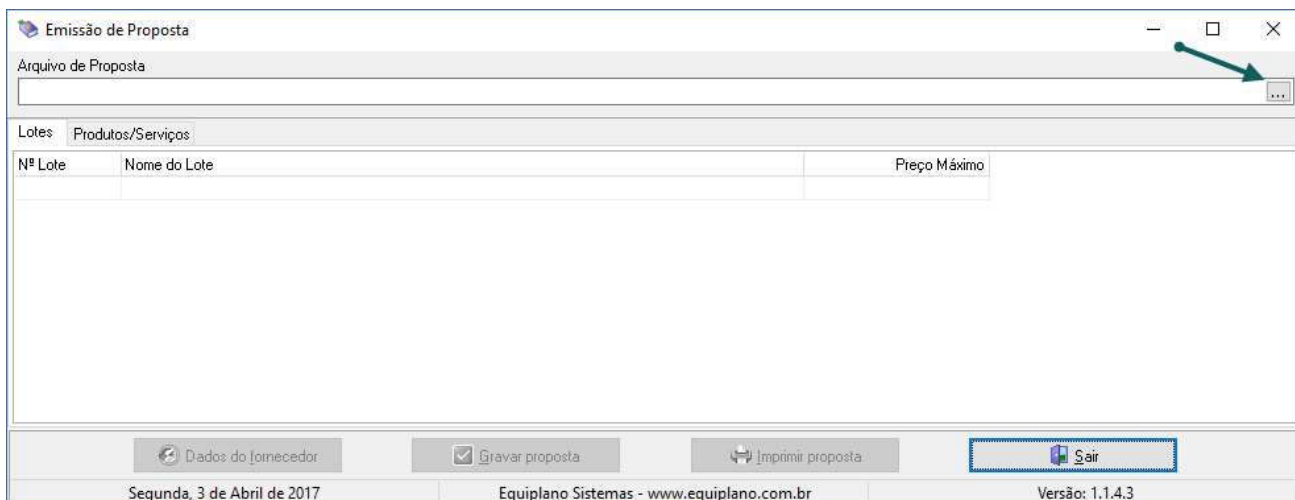 Emissão de Proposta
Arquivo de Proposta
...
Lotes Produtos/Serviços
Nº Lote Nome do Lote Preço Máximo
Dados do fornecedor Gravar proposta Imprimir proposta Sair
Segunda, 3 de Abril de 2017 Equiplano Sistemas - www.equiplano.com.br Versão: 1.1.4.3